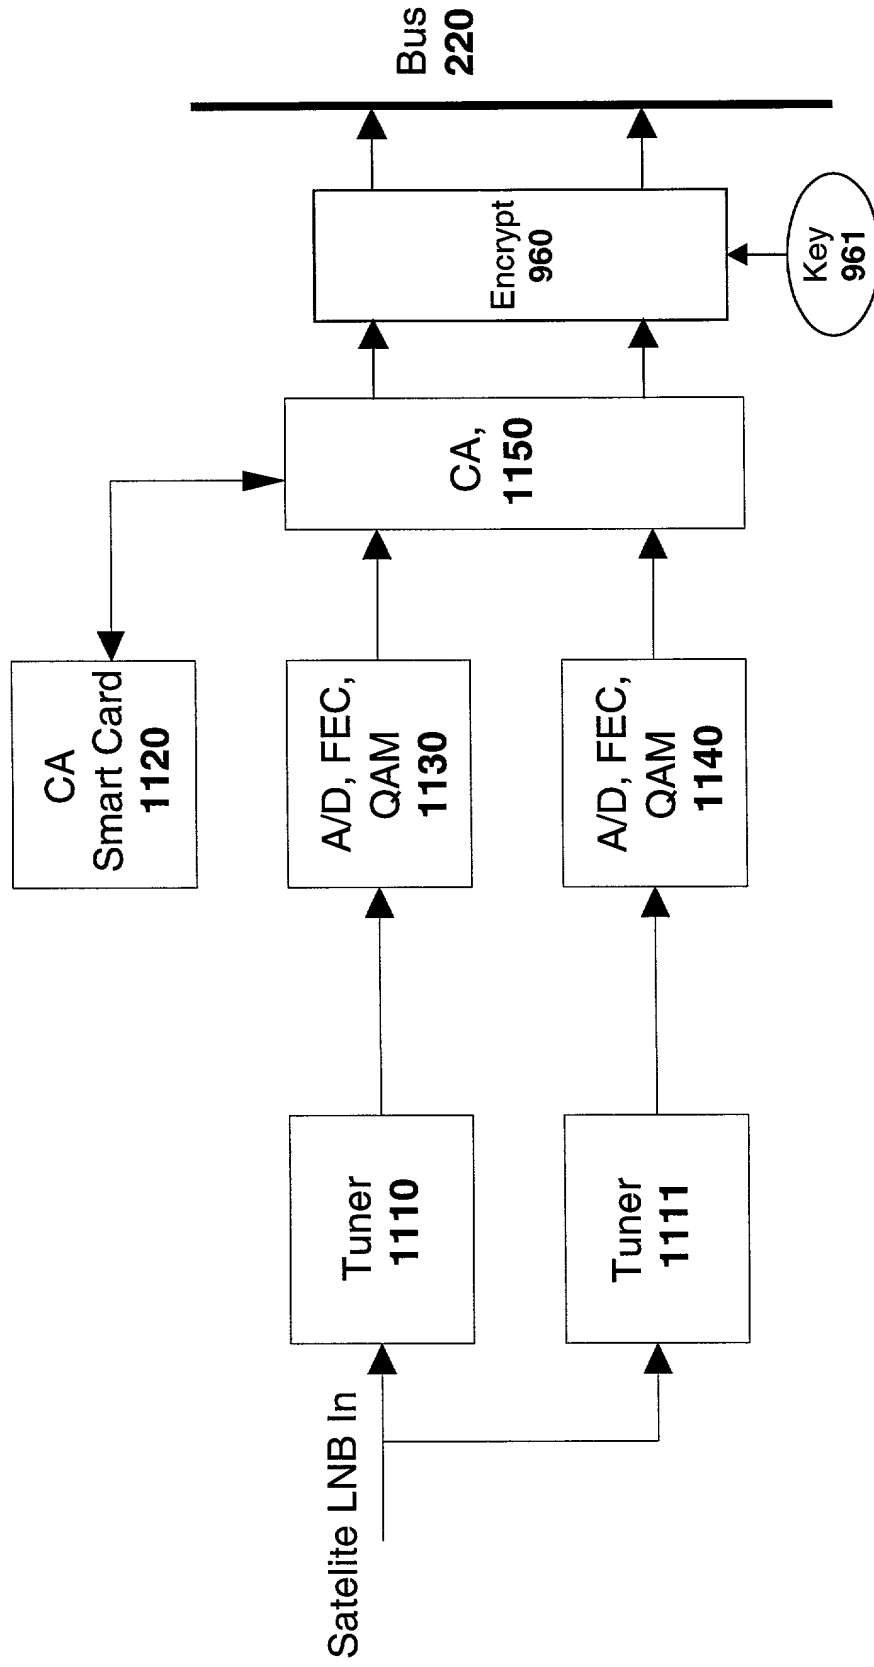 CA
Smart Card
1120
Satelite LNB In
Tuner
1110
A/D, FEC,
QAM
1130
CA,
1150
Encrypt
960
Bus
220
Tuner
1111
A/D, FEC,
QAM
1140
Key
961